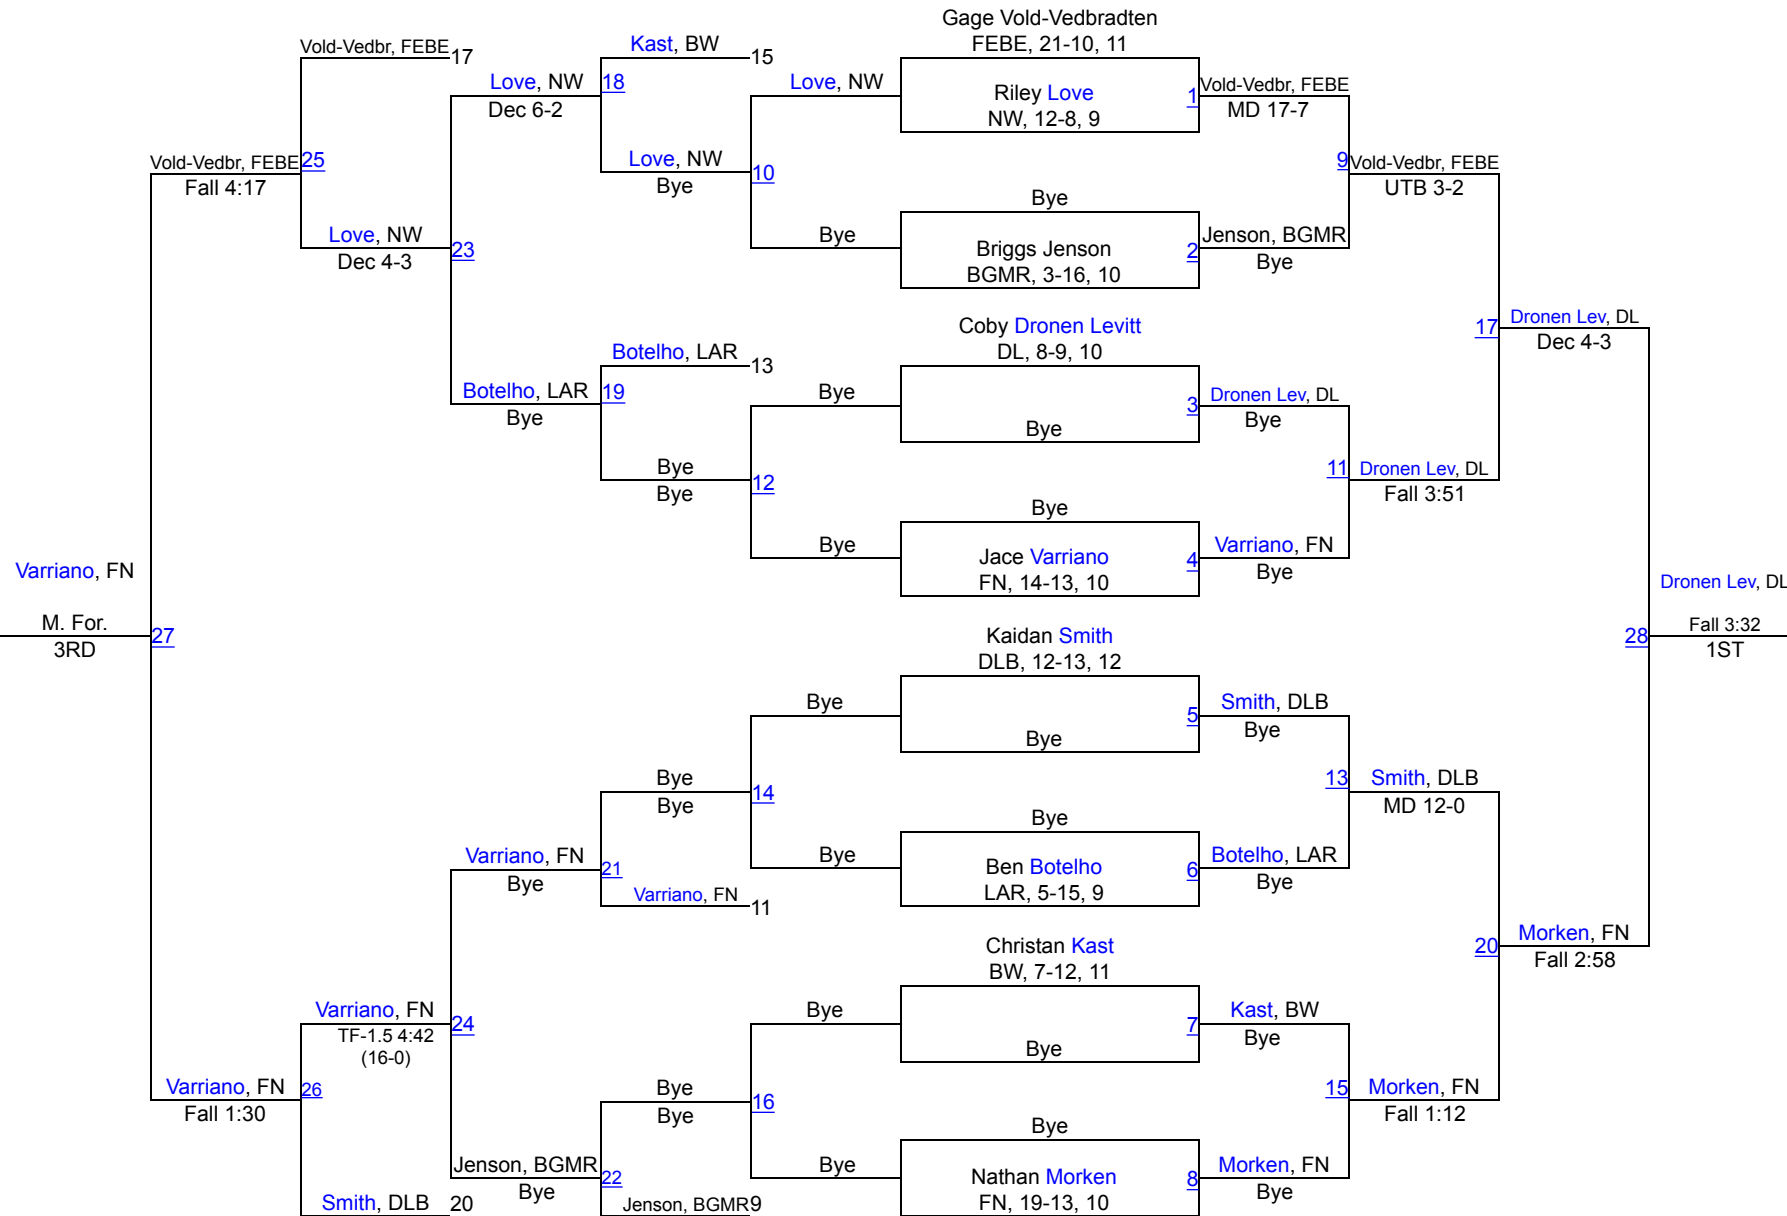 Gage Vold-Vedbradten
FEBE, 21-10, 11
Vold-Vedbr, FEBE
17
Kast, BW
15
Love, NW
18
Dec 6-2
Love, NW
Riley Love
NW, 12-8, 9
1
Vold-Vedbr, FEBE
MD 17-7
Vold-Vedbr, FEBE
25
Fall 4:17
Love, NW
Bye
10
9
Vold-Vedbr, FEBE
UTB 3-2
Bye
Love, NW
Dec 4-3
23
Bye
Briggs Jenson
BGMR, 3-16, 10
2
Jenson, BGMR
Bye
Coby Dronen Levitt
DL, 8-9, 10
17
Dronen Lev, DL
Dec 4-3
Botelho, LAR
13
Botelho, LAR
19
Bye
Bye
3
Dronen Lev, DL
Bye
Bye
Bye
Bye
12
11
Dronen Lev, DL
Fall 3:51
Bye
Bye
Jace Varriano
FN, 14-13, 10
4
Varriano, FN
Bye
Varriano, FN
M. For.
3RD
27
Dronen Lev, DL
28
Fall 3:32
1ST
Kaidan Smith
DLB, 12-13, 12
Bye
5
Smith, DLB
Bye
Bye
Bye
Bye
14
13
Smith, DLB
MD 12-0
Bye
Varriano, FN
Bye
21
Bye
Ben Botelho
LAR, 5-15, 9
6
Botelho, LAR
Bye
Varriano, FN
11
Christan Kast
BW, 7-12, 11
20
Morken, FN
Fall 2:58
Varriano, FN
TF-1.5 4:42
(16-0)
24
Bye
7
Kast, BW
Bye
Bye
Varriano, FN
26
Fall 1:30
Bye
Bye
16
15
Morken, FN
Fall 1:12
Bye
Jenson, BGMR
Bye
22
Bye
Nathan Morken
FN, 19-13, 10
8
Morken, FN
Bye
Smith, DLB
20
Jenson, BGMR
9